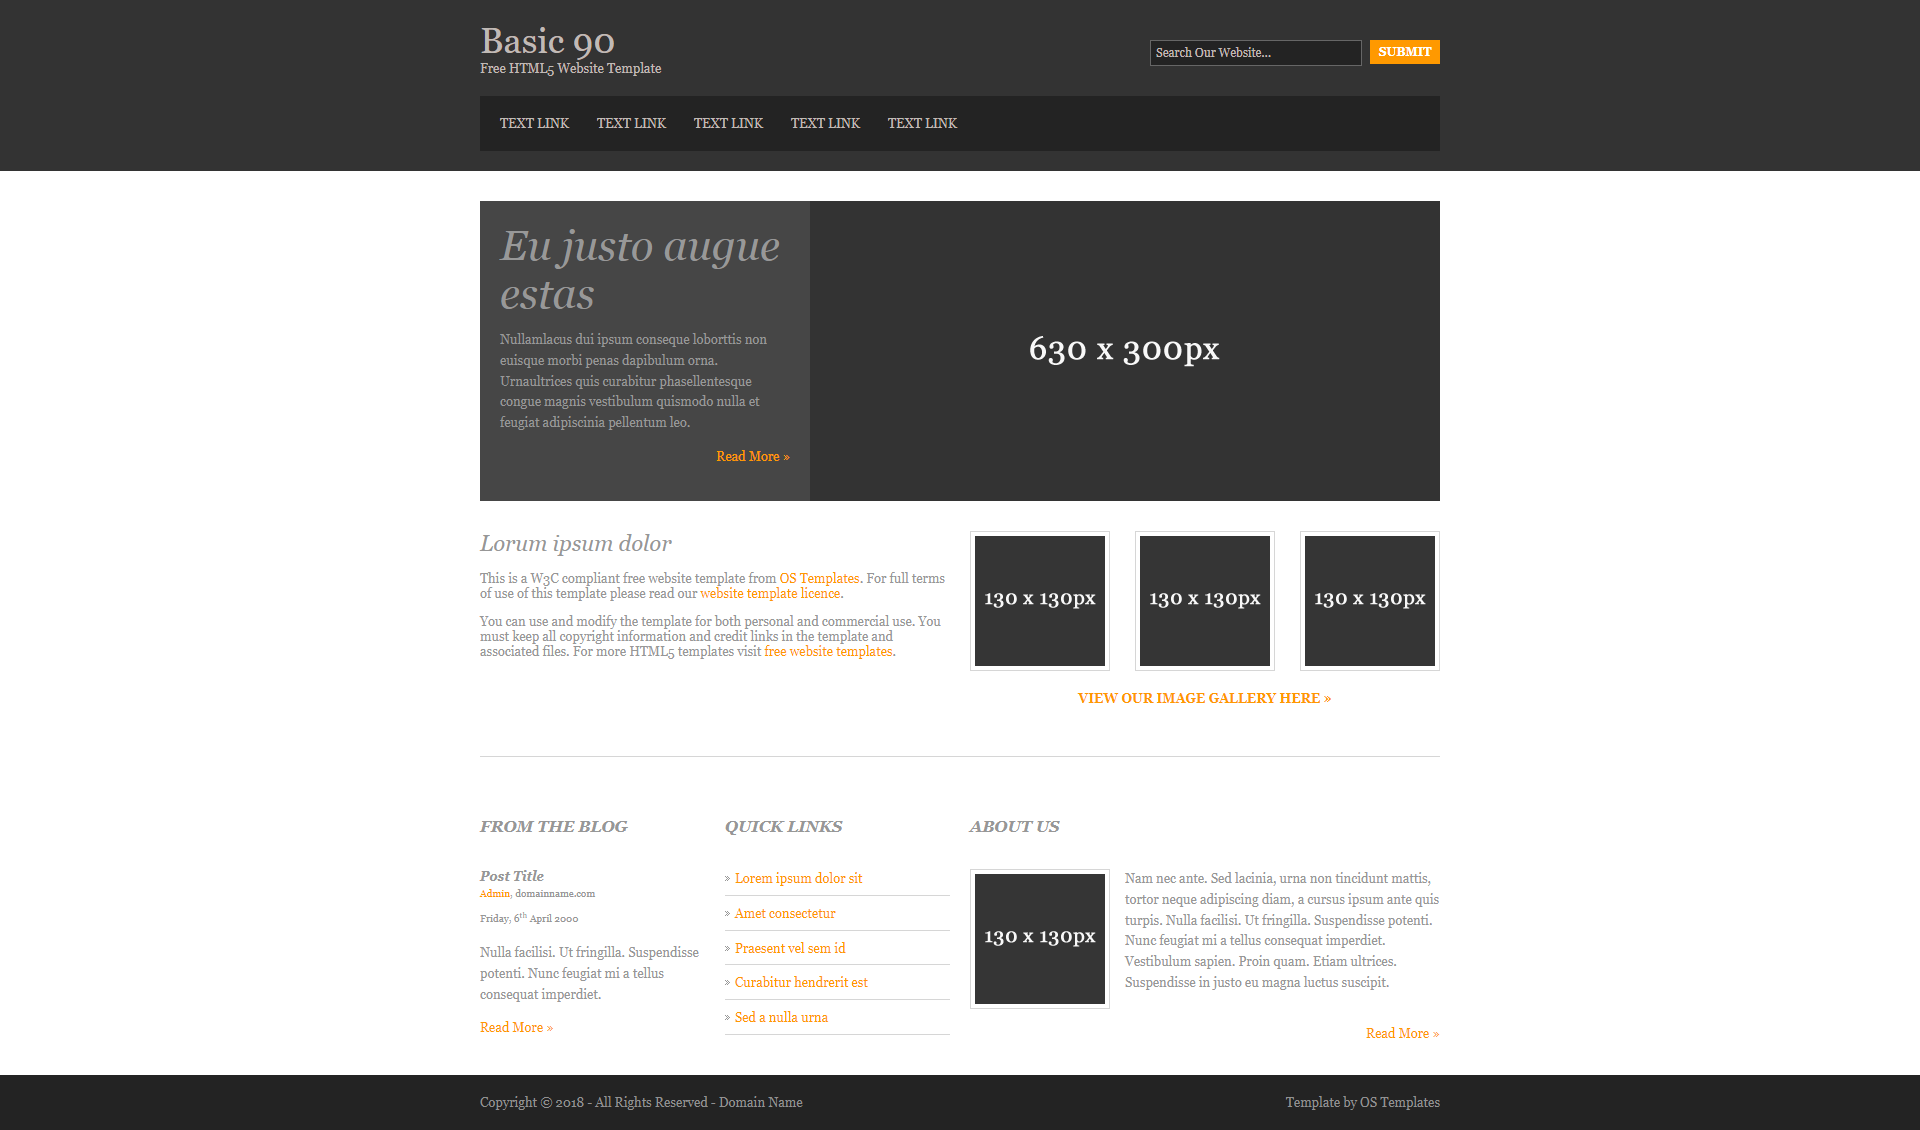 Basic 90
Free HTML5 Website Template
Search Our Website...
SUBMIT
TEXT LINK
TEXT LINK
TEXT LINK
TEXT LINK
TEXT LINK
Eu justo augue
estas
Nullamlacus dui ipsum conseque loborttis non
euisque morbi penas dapibulum orna.
Urnaultrices quis curabitur phasellentesque
congue magnis vestibulum quismodo nulla et
feugiat adipiscinia pellentum leo.
Read More »
630 x 300px
Lorum ipsum dolor
This is a W3C compliant free website template from OS Templates. For full terms
of use of this template please read our website template licence.
You can use and modify the template for both personal and commercial use. You
must keep all copyright information and credit links in the template and
associated files. For more HTML5 templates visit free website templates.
130 x 130px
130 x 130px
130 x 130px
VIEW OUR IMAGE GALLERY HERE »
FROM THE BLOG
Post Title
Admin, domainname.com
Friday, 6th April 2000
Nulla facilisi. Ut fringilla. Suspendisse
potenti. Nunc feugiat mi a tellus
consequat imperdiet.
Read More »
QUICK LINKS
» Lorem ipsum dolor sit
» Amet consectetur
» Praesent vel sem id
» Curabitur hendrerit est
» Sed a nulla urna
ABOUT US
130 x 130px
Nam nec ante. Sed lacinia, urna non tincidunt mattis,
tortor neque adipiscing diam, a cursus ipsum ante quis
turpis. Nulla facilisi. Ut fringilla. Suspendisse potenti.
Nunc feugiat mi a tellus consequat imperdiet.
Vestibulum sapien. Proin quam. Etiam ultrices.
Suspendisse in justo eu magna luctus suscipit.
Read More »
Copyright © 2018 - All Rights Reserved - Domain Name
Template by OS Templates